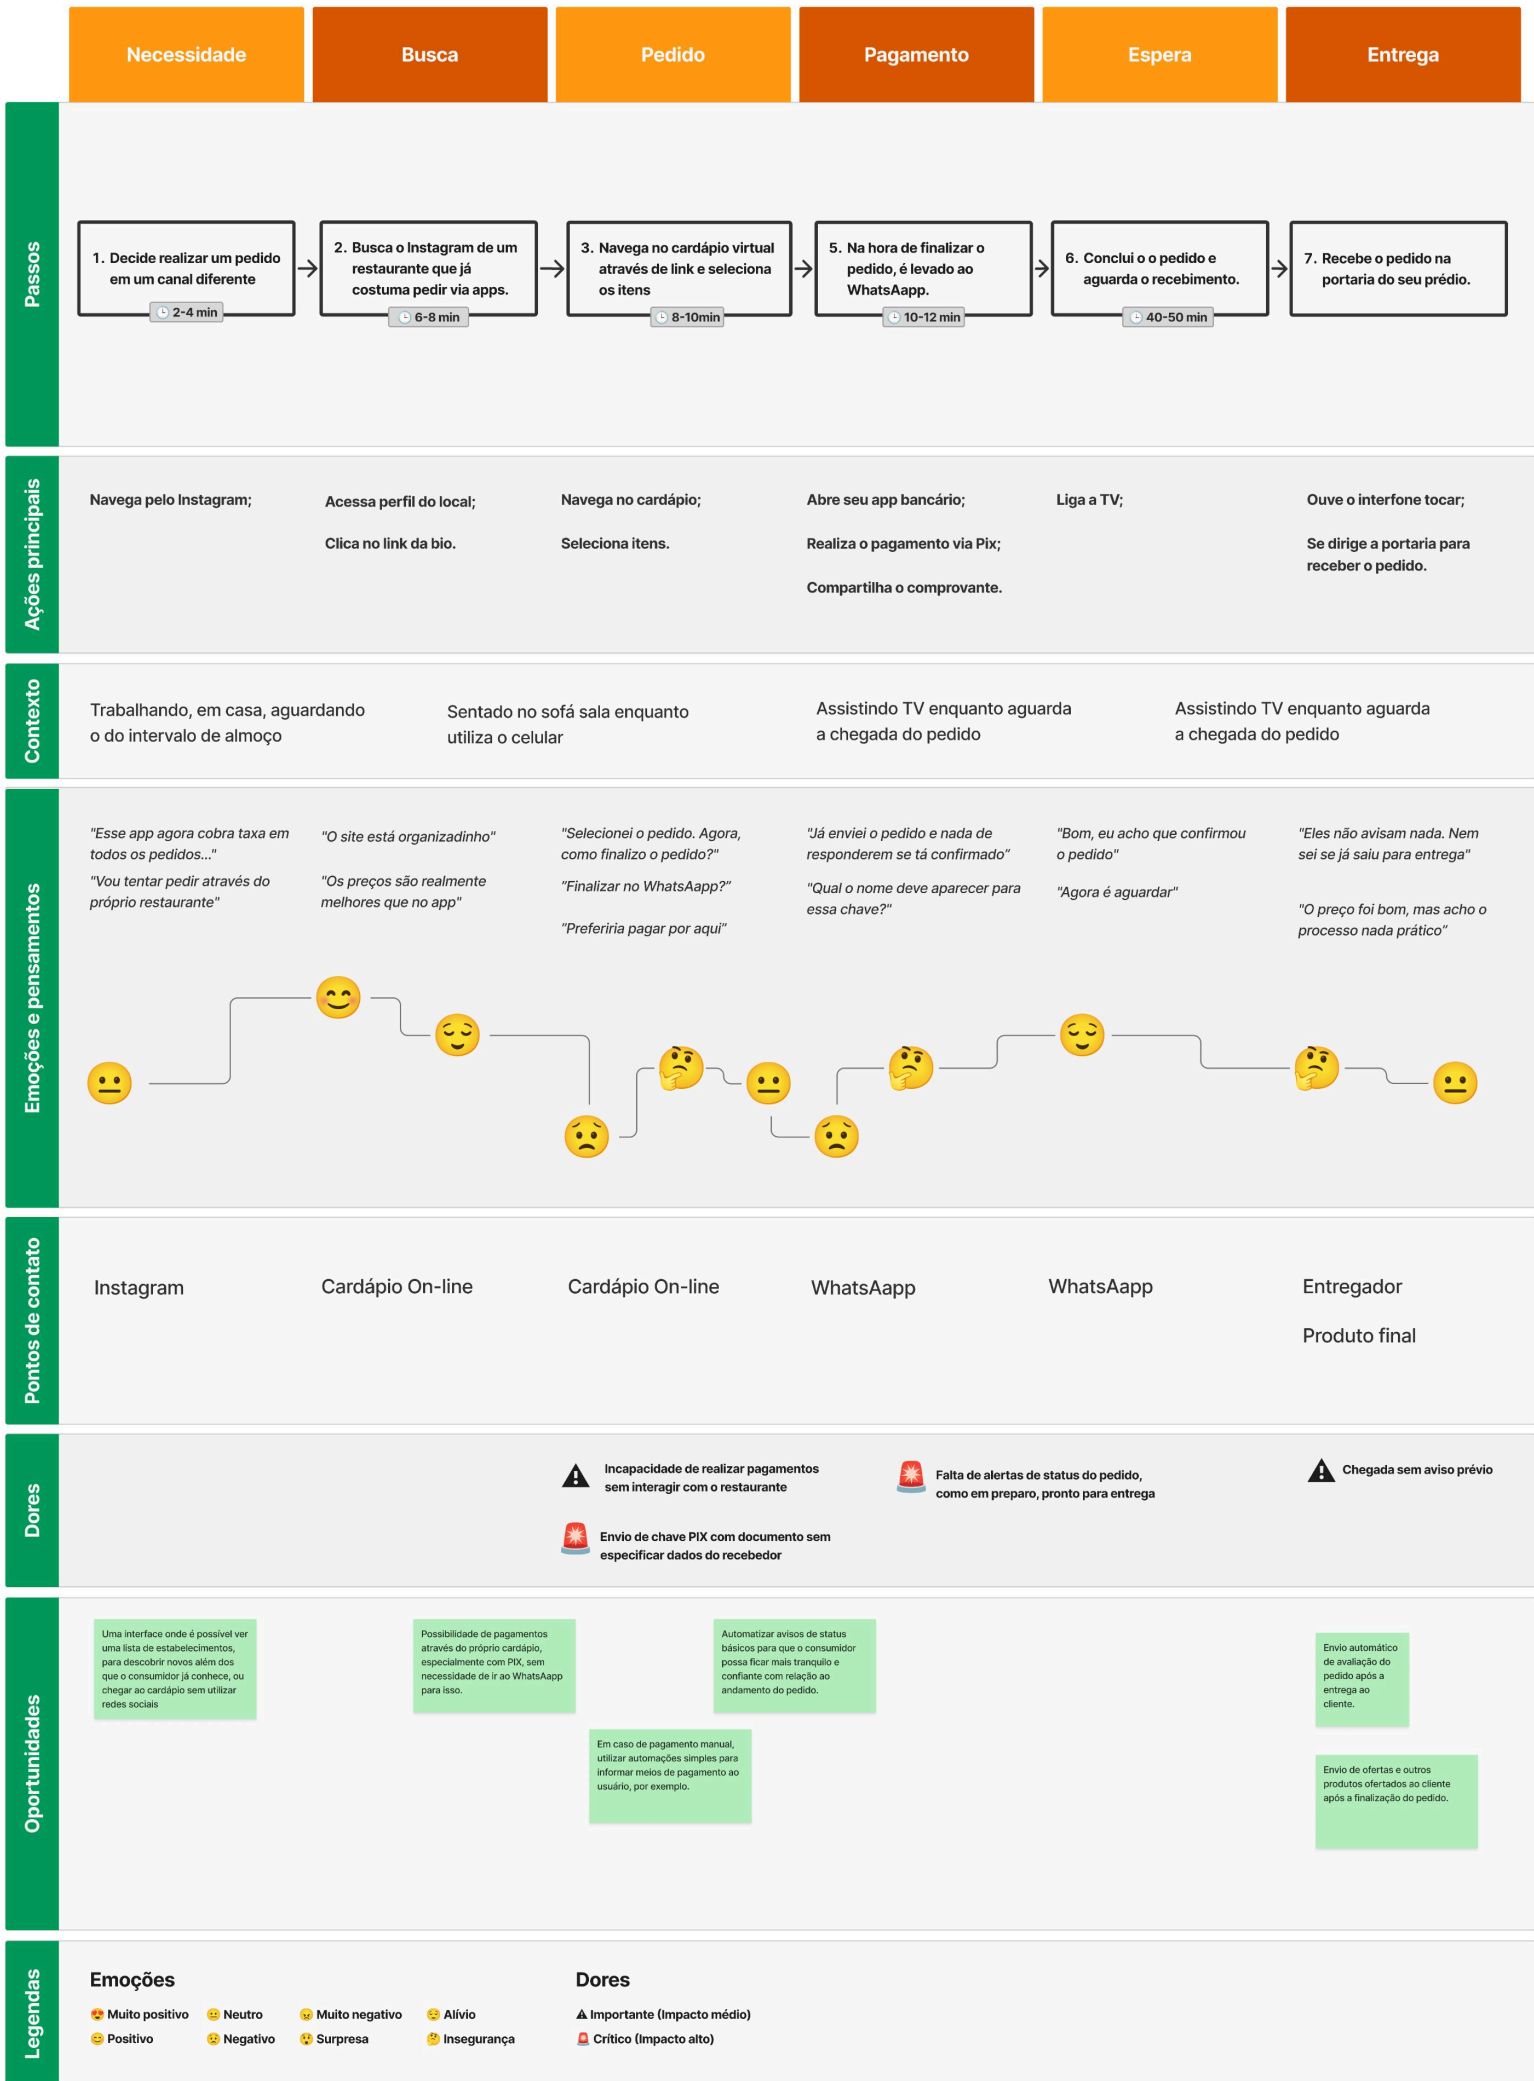 Necessidade
Busca
Pedido
Pagamento
Espera
Entrega
Passos
1. Decide realizar um pedido
em um canal diferente
2-4 min
2. Busca o Instagram de um
restaurante que já
costuma pedir via apps.
6-8 min
3. Navega no cardápio virtual
através de link e seleciona
os itens
8-10min
5. Na hora de finalizar o
pedido, é levado ao
WhatsAapp.
10-12 min
6. Conclui o o pedido e
aguarda o recebimento.
40-50 min
7. Recebe o pedido na
portaria do seu prédio.
Ações principais
Navega pelo Instagram;
Acessa perfil do local;
Clica no link da bio.
Navega no cardápio;
Seleciona itens.
Abre seu app bancário;
Realiza o pagamento via Pix;
Compartilha o comprovante.
Liga a TV;
Ouve o interfone tocar;
Se dirige a portaria para
receber o pedido.
Contexto
Trabalhando, em casa, aguardando
o do intervalo de almoço
Sentado no sofá sala enquanto
utiliza o celular
Assistindo TV enquanto aguarda
a chegada do pedido
Assistindo TV enquanto aguarda
a chegada do pedido
Emoções e pensamentos
"Esse app agora cobra taxa em
todos os pedidos..."
"Vou tentar pedir através do
próprio restaurante"
"O site está organizadinho"
"Os preços são realmente
melhores que no app"
"Selecionei o pedido. Agora,
como finalizo o pedido?"
"Finalizar no WhatsAapp?"
"Preferiria pagar por aqui"
"Já enviei o pedido e nada de
responderem se tá confirmado"
"Qual o nome deve aparecer para
essa chave?"
"Bom, eu acho que confirmou
o pedido"
"Agora é aguardar"
"Eles não avisam nada. Nem
sei se já saiu para entrega"
"O preço foi bom, mas acho o
processo nada prático"
Pontos de contato
Instagram
Cardápio On-line
Cardápio On-line
WhatsAapp
WhatsAapp
Entregador
Produto final
Dores
Incapacidade de realizar pagamentos
sem interagir com o restaurante
Envio de chave PIX com documento sem
especificar dados do recebedor
Falta de alertas de status do pedido,
como em preparo, pronto para entrega
Chegada sem aviso prévio
Oportunidades
Uma interface onde é possível ver
uma lista de estabelecimentos,
para descobrir novos além dos
que o consumidor já conhece, ou
chegar ao cardápio sem utilizar
redes sociais
Possibilidade de pagamentos
através do próprio cardápio,
especialmente com PIX, sem
necessidade de ir ao WhatsAapp
para isso.
Em caso de pagamento manual,
utilizar automações simples para
informar meios de pagamento ao
usuário, por exemplo.
Automatizar avisos de status
básicos para que o consumidor
possa ficar mais tranquilo e
confiante com relação ao
andamento do pedido.
Envio automático
de avaliação do
pedido após a
entrega ao
cliente.
Envio de ofertas e outros
produtos ofertados ao cliente
após a finalização do pedido.
Legendas
Emoções
Muito positivo
Neutro
Muito negativo
Alívio
Positivo
Negativo
Surpresa
Insegurança
Dores
Importante (Impacto médio)
Crítico (Impacto alto)